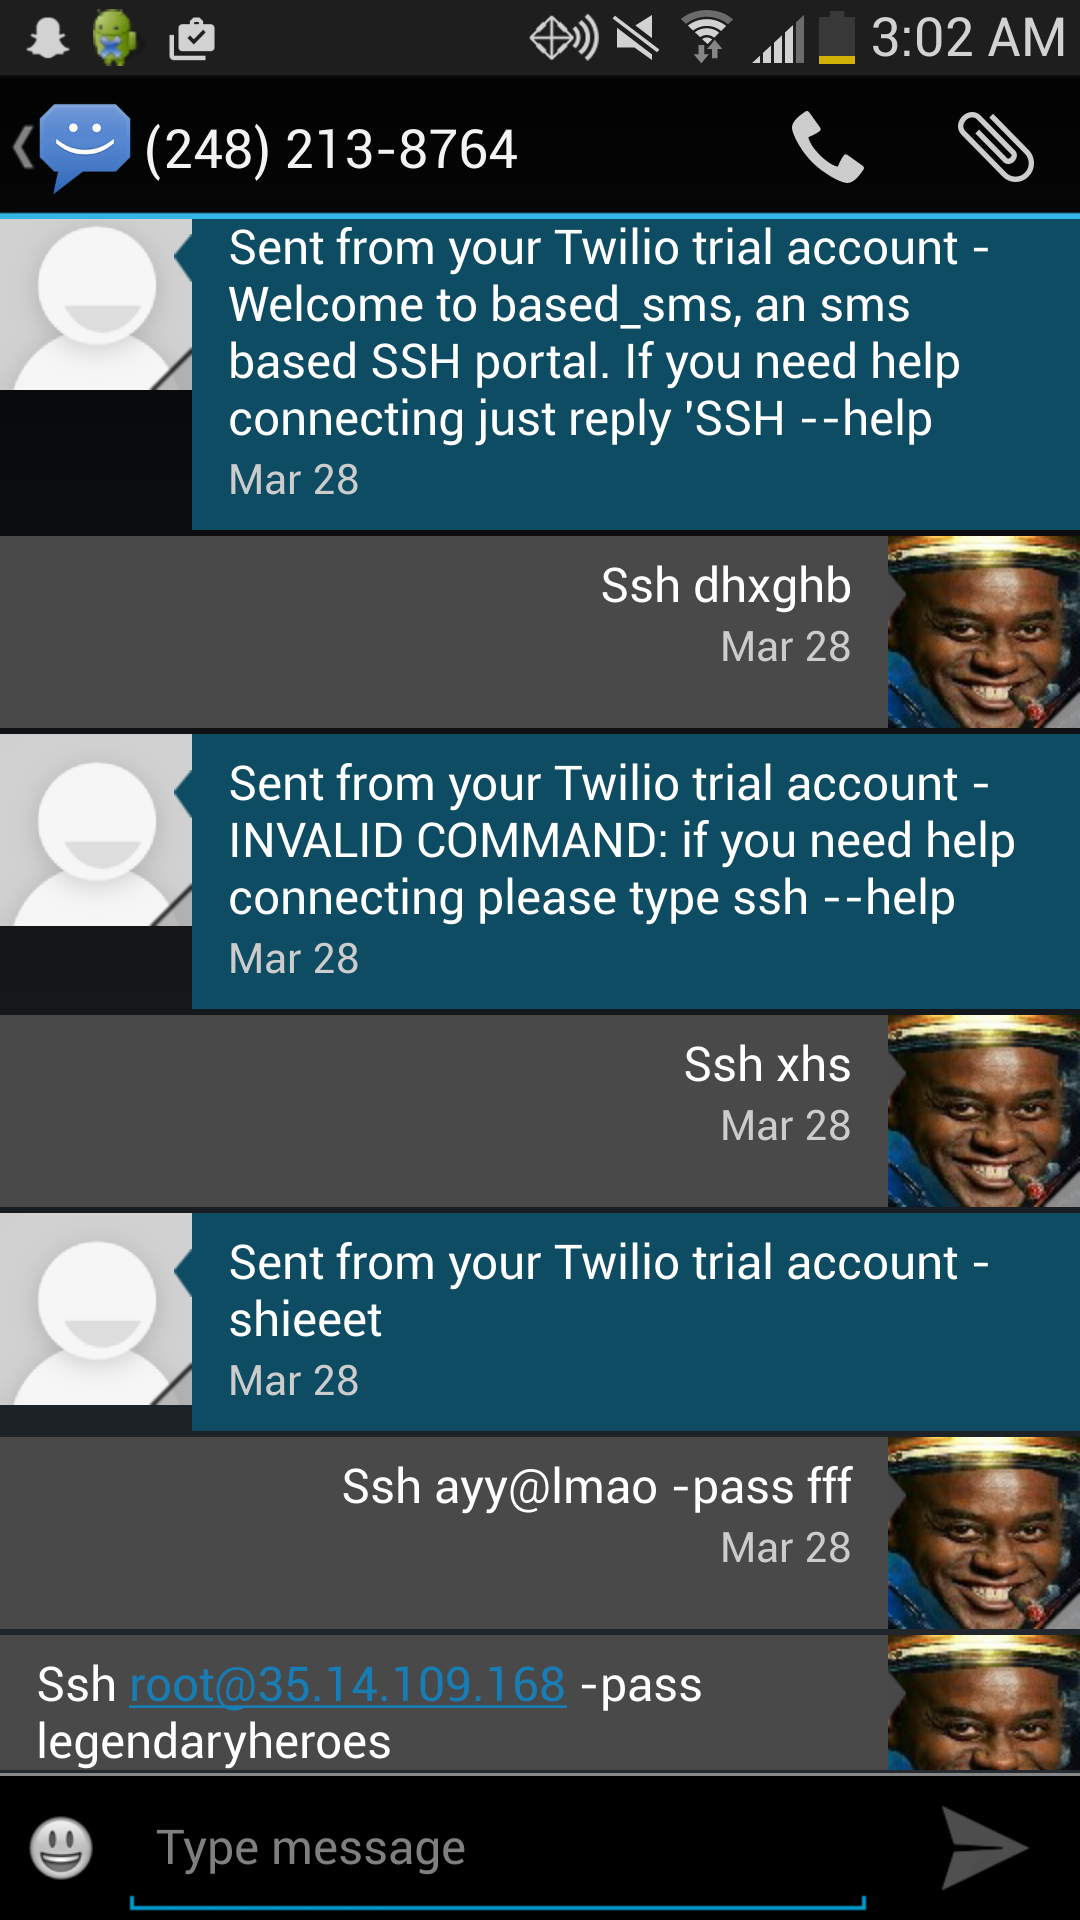 3:02 AM
(248) 213-8764
Sent from your Twilio trial account -
Welcome to based_sms, an sms
based SSH portal. If you need help
connecting just reply 'SSH --help
Mar 28
Ssh dhxghb
Mar 28
Sent from your Twilio trial account -
INVALID COMMAND: if you need help
connecting please type ssh --help
Mar 28
Ssh xhs
Mar 28
Sent from your Twilio trial account -
shieeet
Mar 28
Ssh ayy@lmao -pass fff
Mar 28
Ssh root@35.14.109.168 -pass
legendaryheroes
Type message